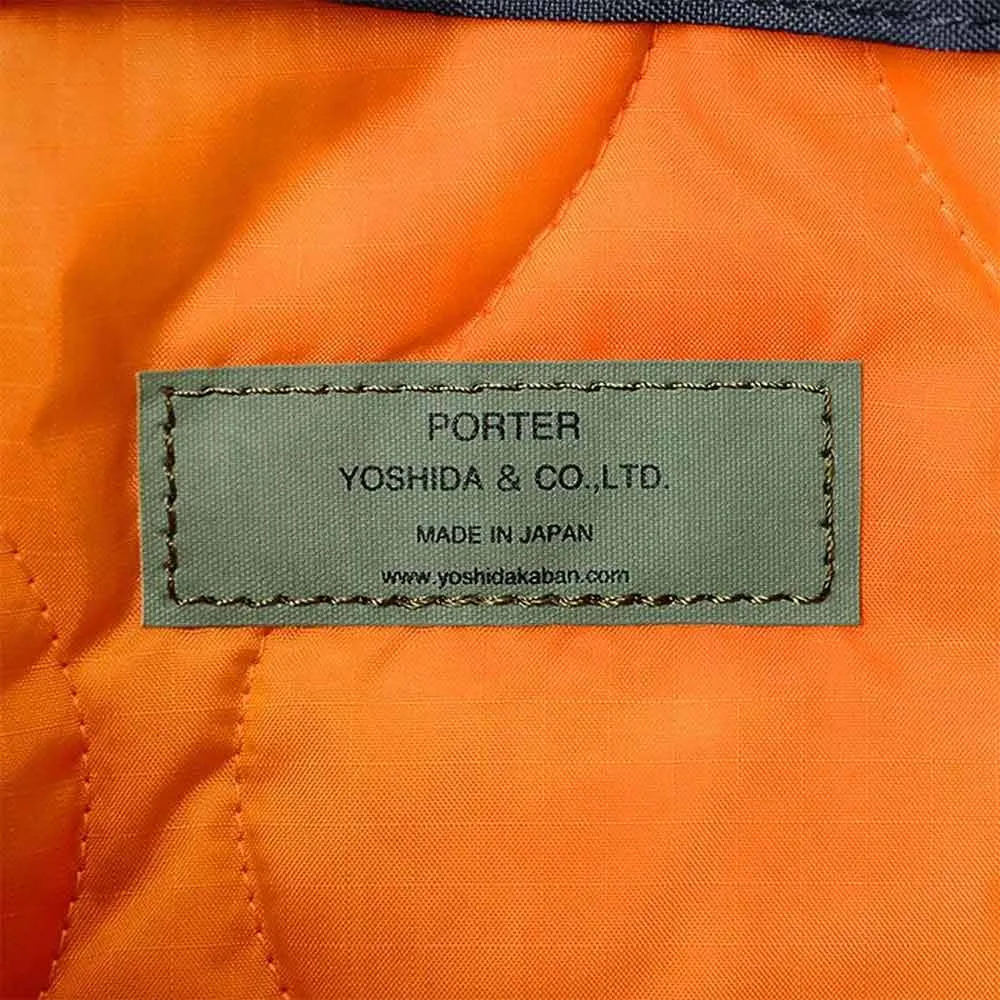 PORTER
YOSHIDA & CO.,LTD.
MADE IN JAPAN
www.yoshidakaban.com